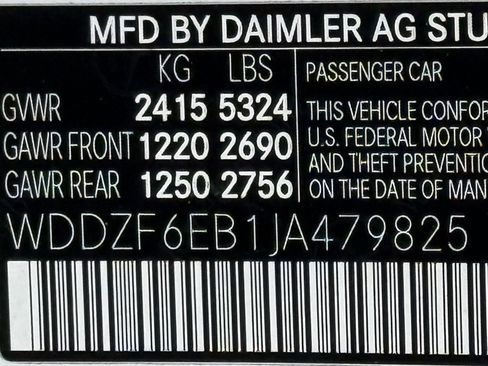 MFD BY DAIMLER AG STU
KG LBS
PASSENGER CAR
GVWR 2415 5324
GAWR FRONT 1220 2690
GAWR REAR 1250 2756
THIS VEHICLE CONFOR
U.S. FEDERAL MOTOR
AND THEFT PREVENTIO
ON THE DATE OF MAN
WDDZF6EB1JA479825